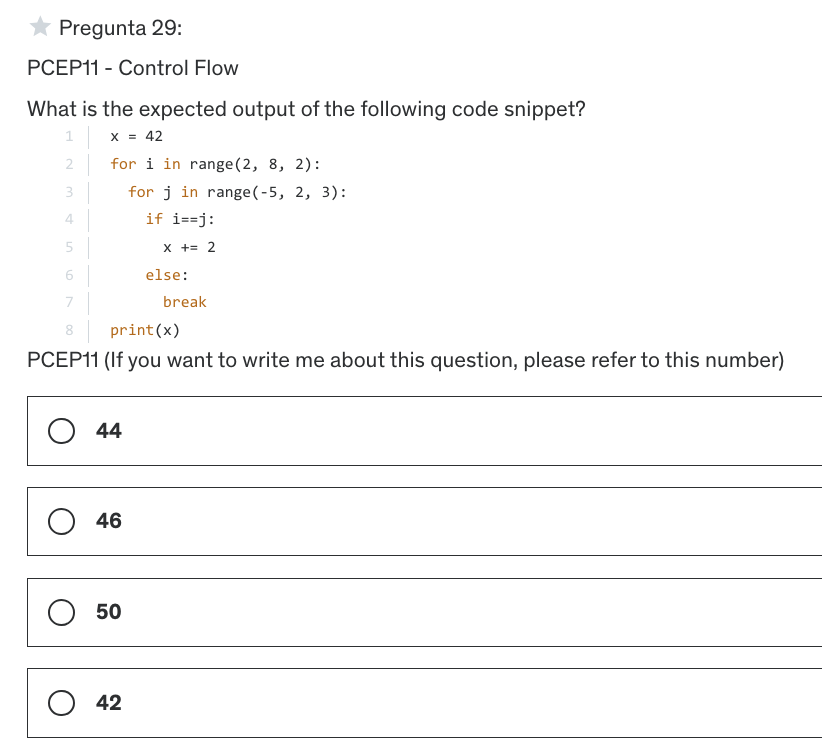 Pregunta 29:
PCEP11 - Control Flow
What is the expected output of the following code snippet?
1 x = 42
2 for i in range(2, 8, 2):
3   for j in range(-5, 2, 3):
4     if i==j:
5       x += 2
6     else:
7       break
8 print(x)
PCEP11 (If you want to write me about this question, please refer to this number)
44
46
50
42